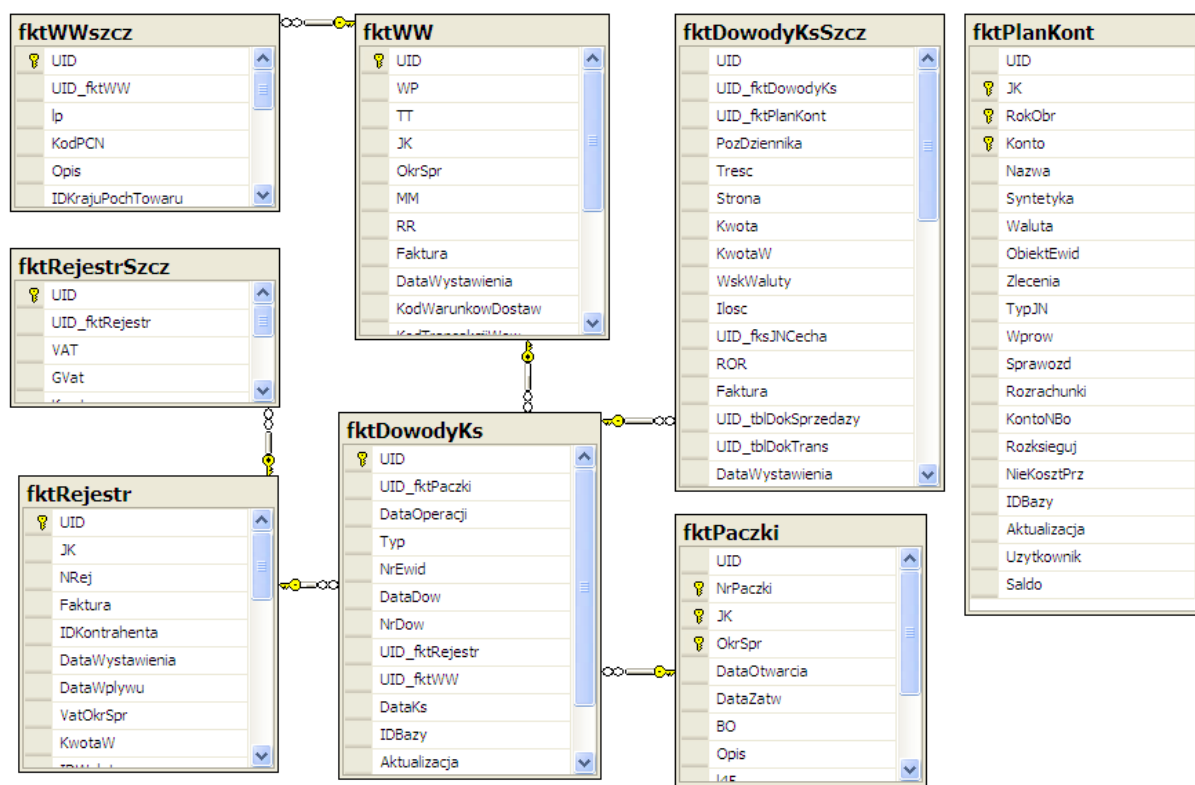 fktWWszcz
UID
UID_fktWW
lp
KodPCN
Opis
IDKrajuPochTowaru
fktWW
UID
WP
TT
JK
OkrSpr
MM
RR
Faktura
DataWystawienia
KodWarunkowDostaw
fktDowodyKsSzcz
UID
UID_fktDowodyKs
UID_fktPlanKont
PozDziennika
Tresc
Strona
Kwota
KwotaW
WskWaluty
Ilosc
UID_fksJNCecha
ROR
Faktura
UID_tblDokSprzedazy
UID_tblDokTrans
DataWystawienia
fktPlanKont
UID
JK
RokObr
Konto
Nazwa
Syntetyka
Waluta
ObiektEwid
Zlecenia
TypJN
Wprow
Sprawozd
Rozrachunki
KontoNBo
Rozksieguj
NieKosztPrz
IDBazy
Aktualizacja
Uzytkownik
Saldo
fktRejestrSzcz
UID
UID_fktRejestr
VAT
GVat
fktRejestr
UID
JK
NRej
Faktura
IDKontrahenta
DataWystawienia
DataWplywu
VatOkrSpr
KwotaW
fktDowodyKs
UID
UID_fktPaczki
DataOperacji
Typ
NrEwid
DataDow
NrDow
UID_fktRejestr
UID_fktWW
DataKs
IDBazy
Aktualizacja
fktPaczki
UID
NrPaczki
JK
OkrSpr
DataOtwarcia
DataZatw
BO
Opis